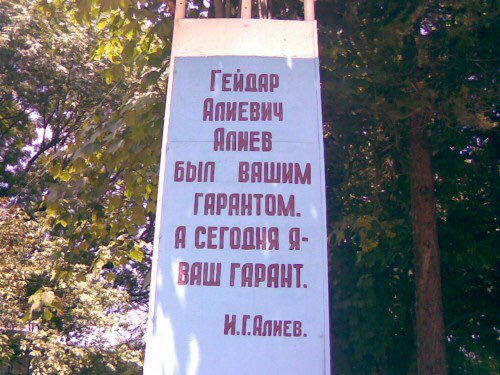 Гейдар
Алиевич
Алиев
был вашим
гарантом.
А сегодня я-
ваш гарант.
И.Г.Алиев.